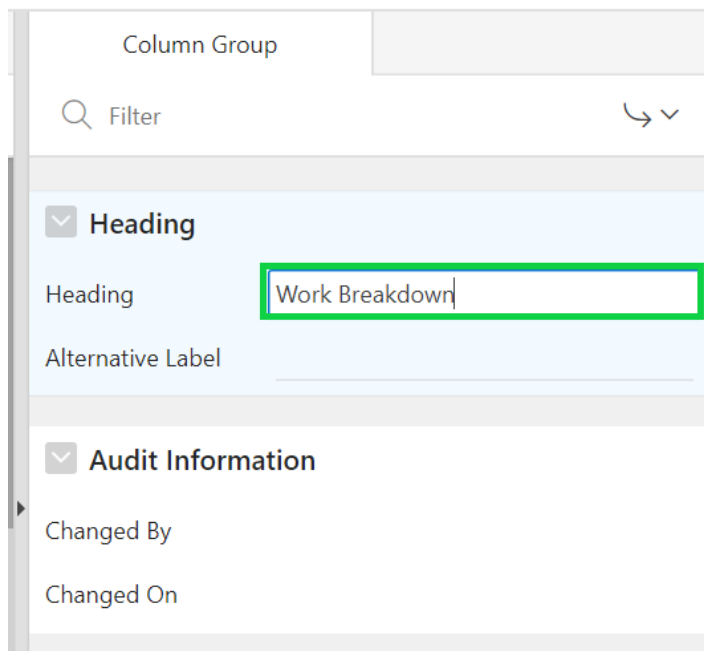 Column Group
Filter
Heading
Heading Work Breakdown
Alternative Label
Audit Information
Changed By
Changed On